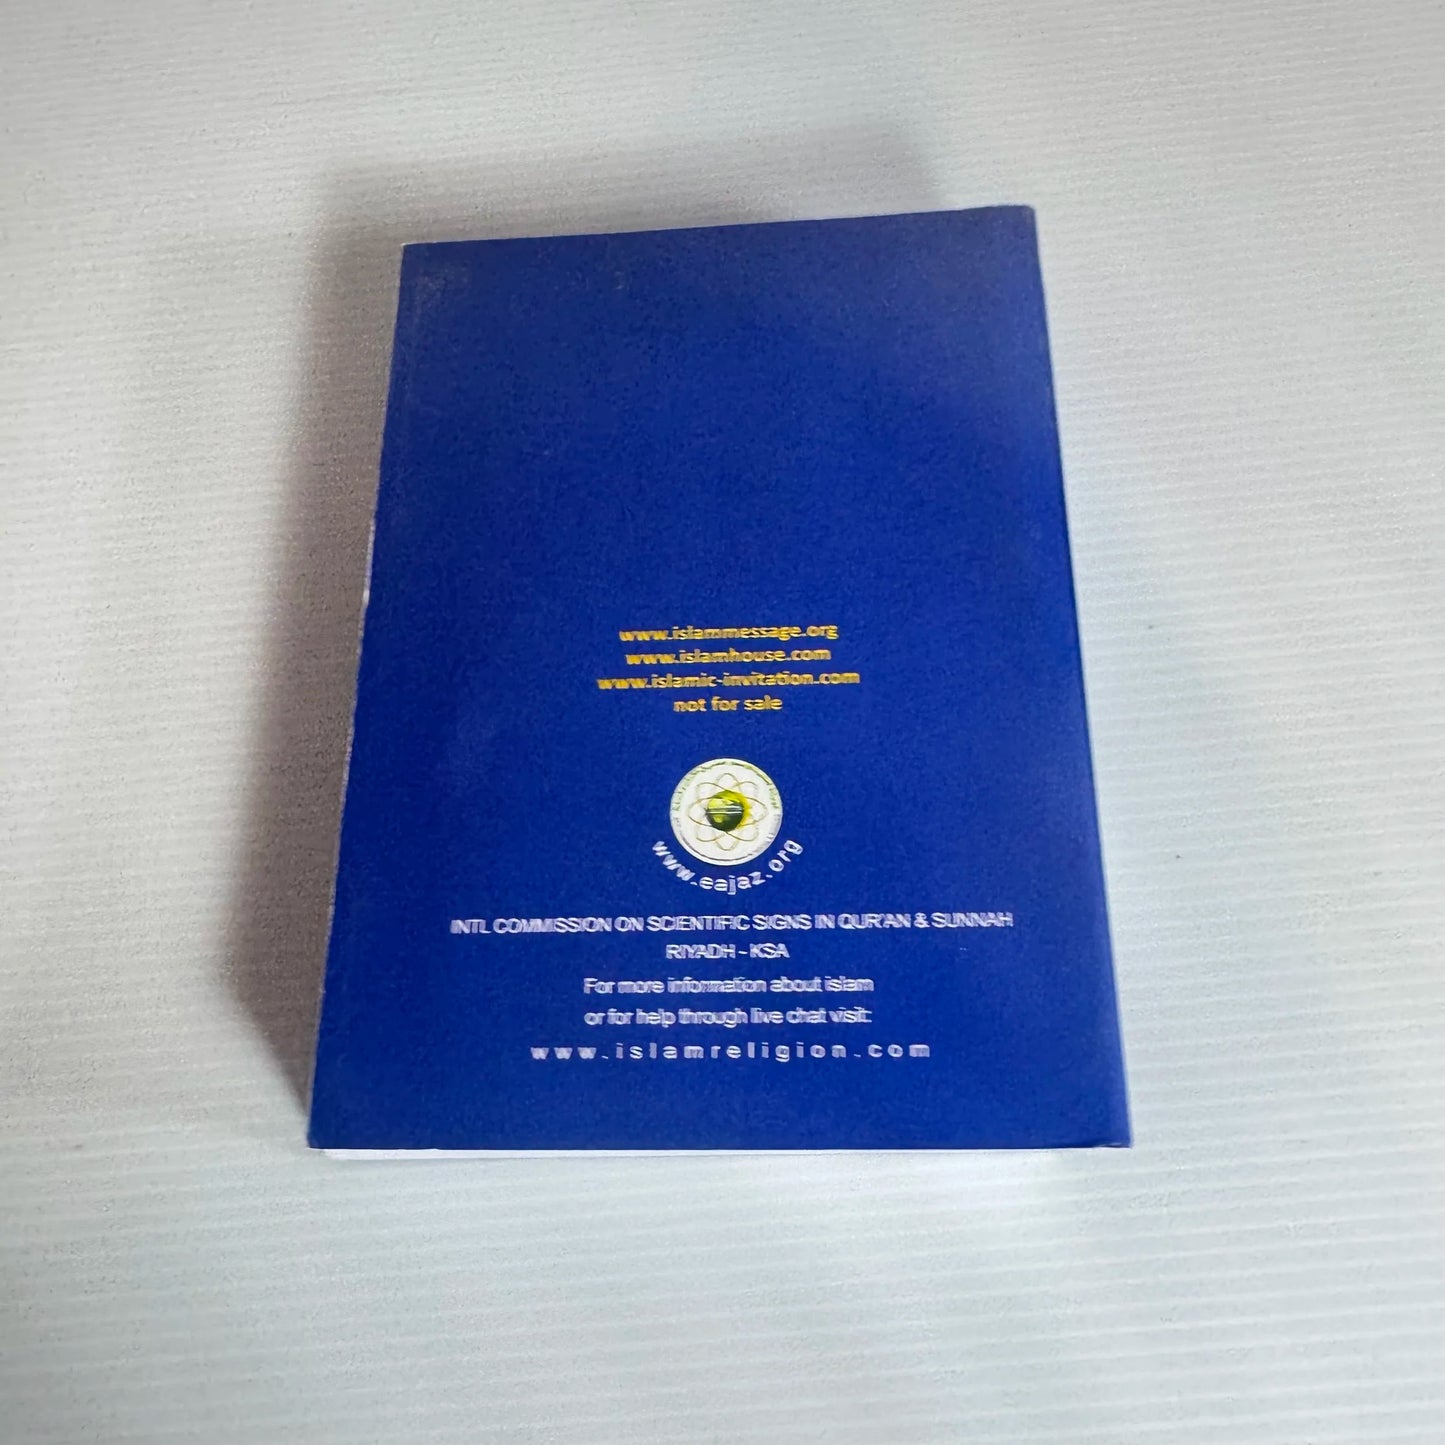 www.islammessage.org
www.islamhouse.com
www.islamic-invitation.com
not for sale
www.eajaz.org
INTL COMMISSION ON SCIENTIFIC SIGNS IN QUR'AN & SUNNAH
RIYADH - KSA
For more information about islam
or for help through live chat visit:
www.islamreligion.com